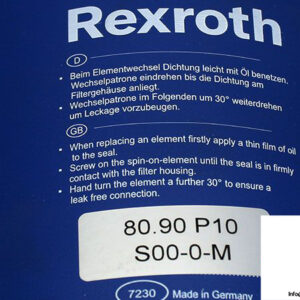 Rexroth
D
• Beim Elementwechsel Dichtung leicht mit Öl benetzen.
Wechselpatrone eindrehen bis die Dichtung am
Filtergehäuse anliegt.
• Wechselpatrone im Folgenden um 30° weiterdrehen
um Leckage vorzubeugen.
GB
• When replacing an element firstly apply a thin film of oil
to the seal.
• Screw on the spin-on-element until the seal is in firmly
contact with the filter housing.
• Hand turn the element a further 30° to ensure a
leak free connection.
80.90 P10
S00-0-M
7230
Made in Germany